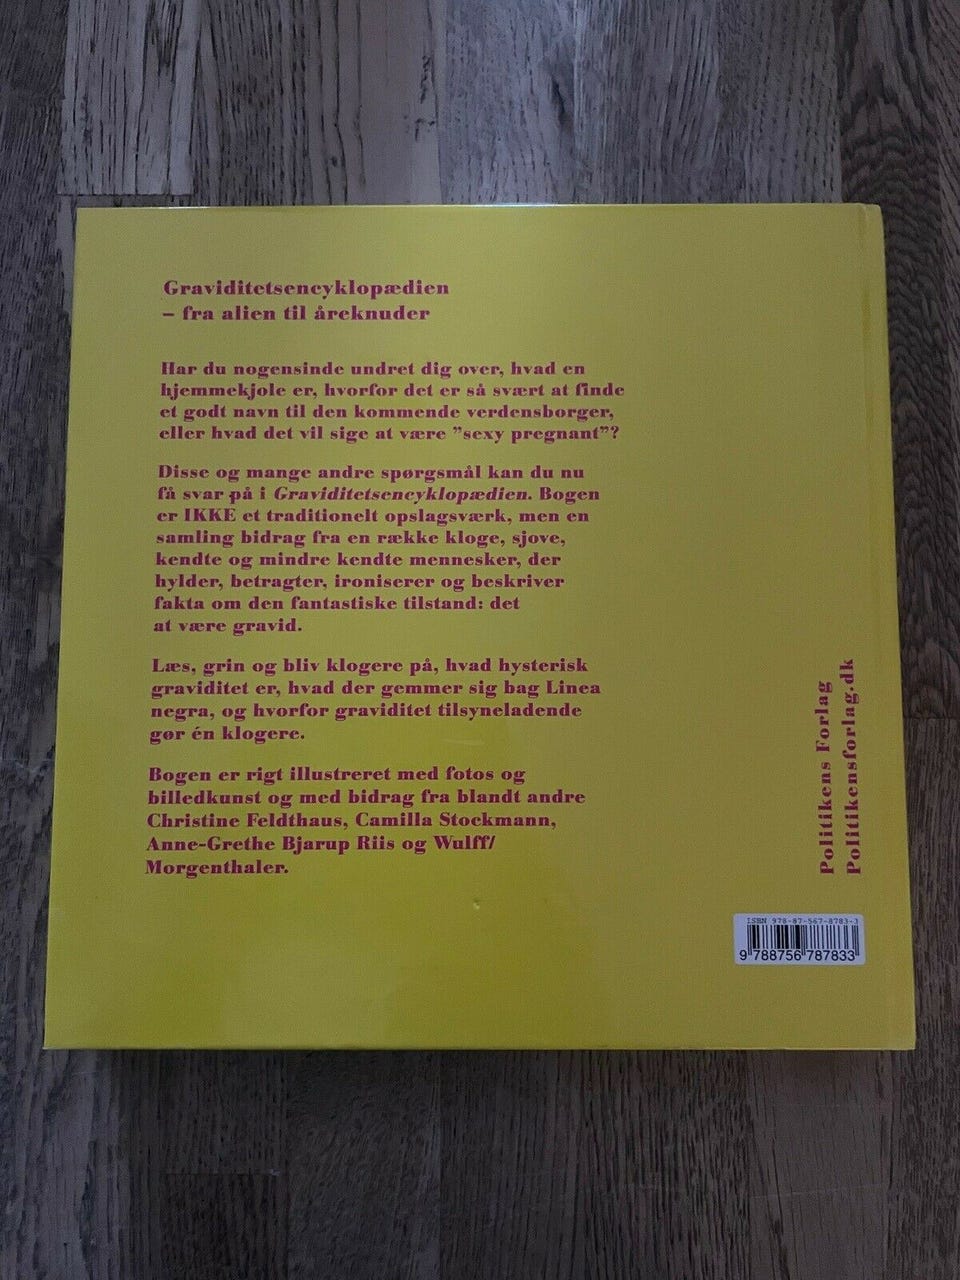 Graviditetsencyklopædien
– fra alien til åreknuder
Har du nogensinde undret dig over, hvad en
hjemmekjole er, hvorfor det er så svært at finde
et godt navn til den kommende verdensborger,
eller hvad det vil sige at være ”sexy pregnant”?
Disse og mange andre spørgsmål kan du nu
få svar på i Graviditetsencyklopædien. Bogen
er IKKE et traditionelt opslagsværk, men en
samling bidrag fra en række kloge, sjove,
kendte og mindre kendte mennesker, der
hylder, betragter, ironiserer og beskriver
fakta om den fantastiske tilstand: det
at være gravid.
Læs, grin og bliv klogere på, hvad hysterisk
graviditet er, hvad der gemmer sig bag Linea
negra, og hvorfor graviditet tilsyneladende
gør én klogere.
Bogen er rigt illustreret med fotos og
billedkunst og med bidrag fra blandt andre
Christine Feldthaus, Camilla Stockmann,
Anne-Grethe Bjarup Riis og Wulff/
Morgenthaler.
Politikens Forlag
Politikensforlag.dk
ISBN 978-87-567-8783-3
9 788756 787833